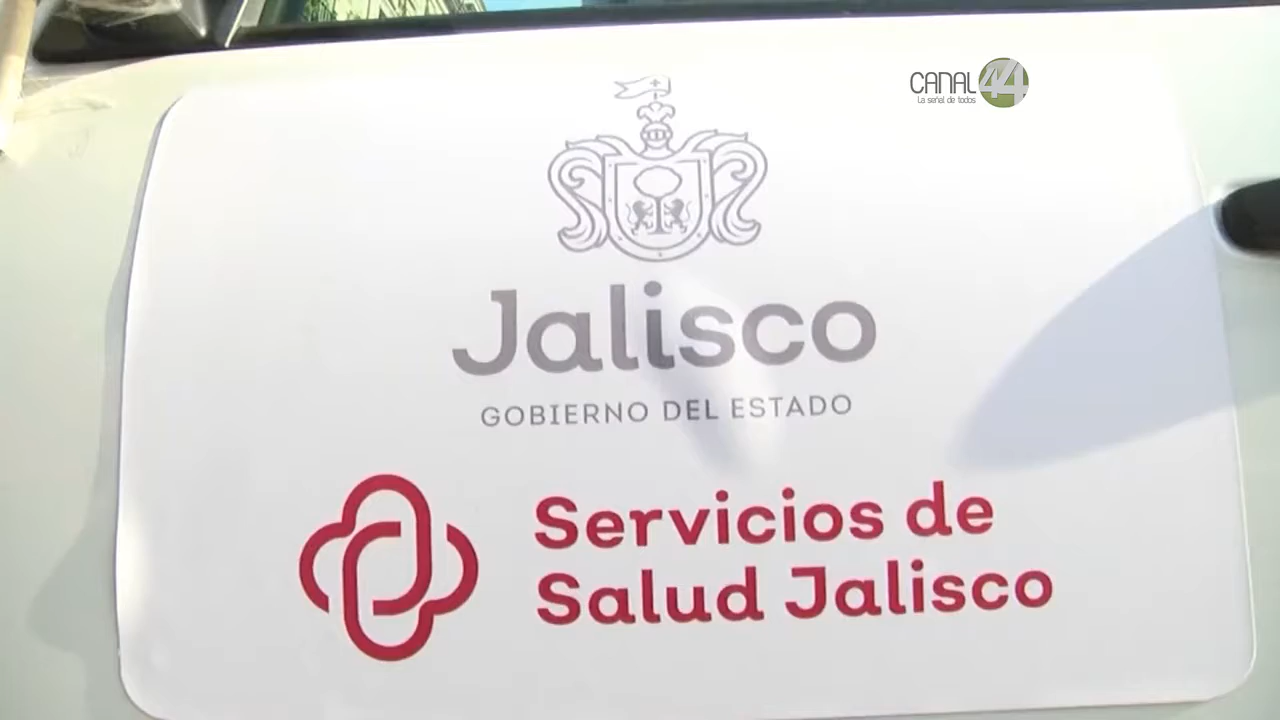 CANAL 44
La señal de todos
Jalisco
GOBIERNO DEL ESTADO
Servicios de
Salud Jalisco